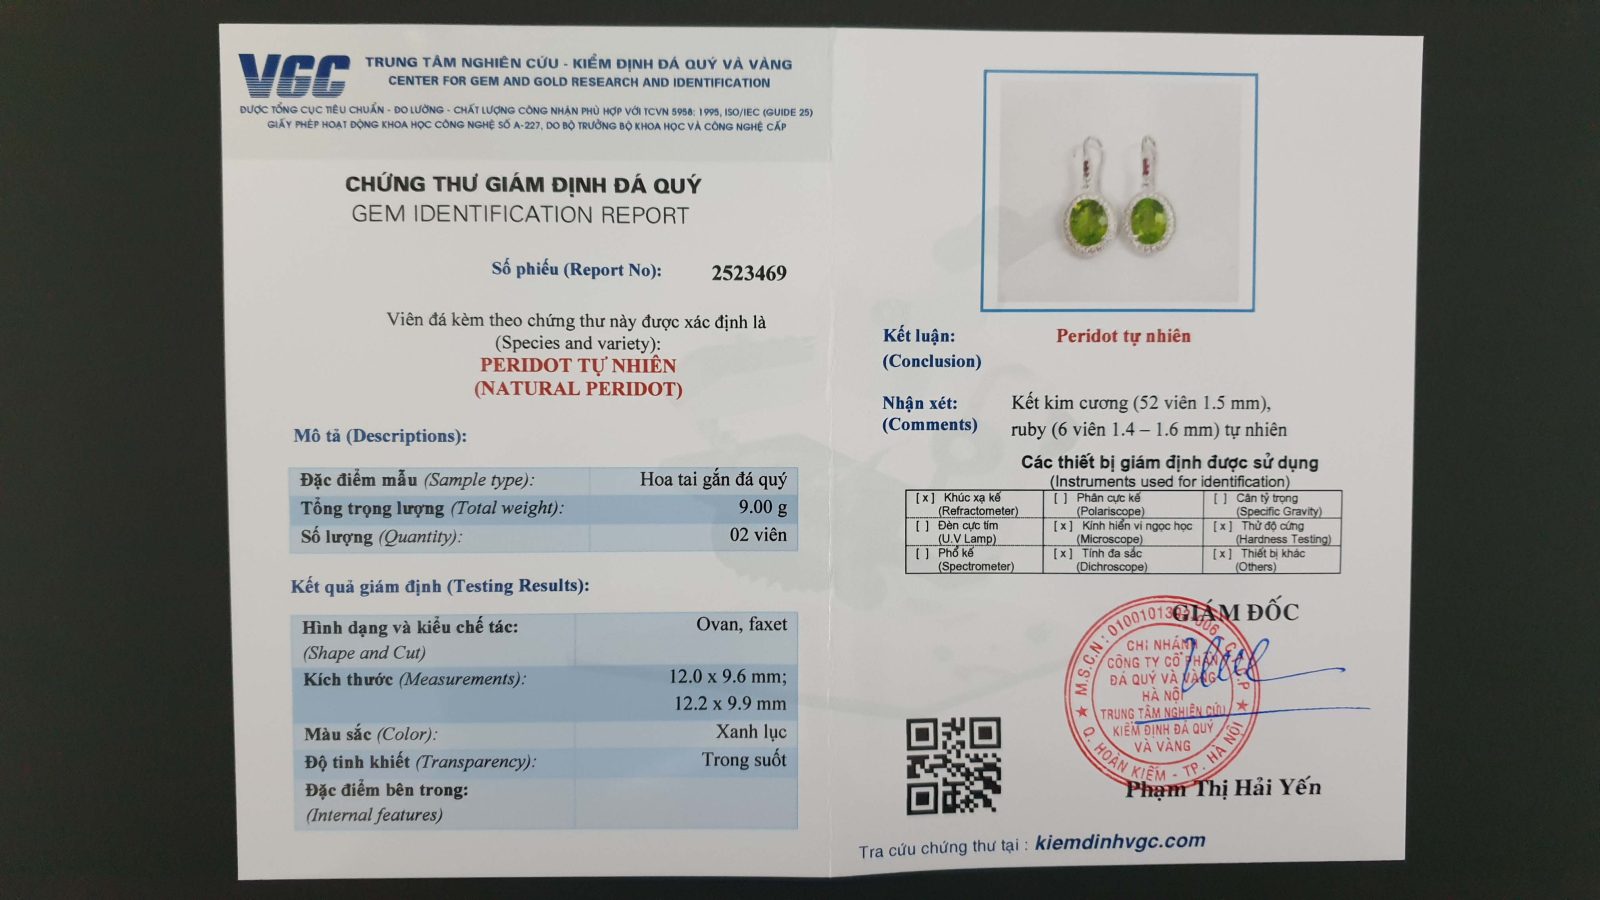 VGC
TRUNG TÂM NGHIÊN CỨU - KIỂM ĐỊNH ĐÁ QUÝ VÀ VÀNG
CENTER FOR GEM AND GOLD RESEARCH AND IDENTIFICATION
ĐƯỢC TỔNG CỤC TIÊU CHUẨN - ĐO LƯỜNG - CHẤT LƯỢNG CÔNG NHẬN PHÙ HỢP VỚI TCVN 5958: 1995, ISO/IEC (GUIDE 25)
GIẤY PHÉP HOẠT ĐỘNG KHOA HỌC CÔNG NGHỆ SỐ A-227, DO BỘ TRƯỞNG BỘ KHOA HỌC VÀ CÔNG NGHỆ CẤP
CHỨNG THƯ GIÁM ĐỊNH ĐÁ QUÝ
GEM IDENTIFICATION REPORT
Số phiếu (Report No): 2523469
Viên đá kèm theo chứng thư này được xác định là
(Species and variety):
PERIDOT TỰ NHIÊN
(NATURAL PERIDOT)
Mô tả (Descriptions):
Đặc điểm mẫu (Sample type): Hoa tai gắn đá quý
Tổng trọng lượng (Total weight): 9.00 g
Số lượng (Quantity): 02 viên
Kết quả giám định (Testing Results):
Hình dạng và kiểu chế tác: Ovan, faxet
(Shape and Cut)
Kích thước (Measurements): 12.0 x 9.6 mm;
12.2 x 9.9 mm
Màu sắc (Color): Xanh lục
Độ tinh khiết (Transparency): Trong suốt
Đặc điểm bên trong:
(Internal features)
Kết luận: Peridot tự nhiên
(Conclusion)
Nhận xét: Kết kim cương (52 viên 1.5 mm),
(Comments) ruby (6 viên 1.4 – 1.6 mm) tự nhiên
Các thiết bị giám định được sử dụng
(Instruments used for identification)
[x] Khúc xạ kế [ ] Phân cực kế [ ] Cân tỷ trọng
(Refractometer) (Polariscope) (Specific Gravity)
[ ] Đèn cực tím [x] Kính hiển vi ngọc học [x] Thử độ cứng
(U.V Lamp) (Microscope) (Hardness Testing)
[ ] Phổ kế [x] Tính đa sắc [x] Thiết bị khác
(Spectrometer) (Dichroscope) (Others)
GIÁM ĐỐC
CHI NHÁNH
CÔNG TY CỔ PHẦN
ĐÁ QUÝ VÀ VÀNG
HÀ NỘI
TRUNG TÂM NGHIÊN CỨU
KIỂM ĐỊNH ĐÁ QUÝ
VÀ VÀNG
Q. HOÀN KIẾM - TP. HÀ NỘI
Phạm Thị Hải Yến
Tra cứu chứng thư tại : kiemdinhvgc.com